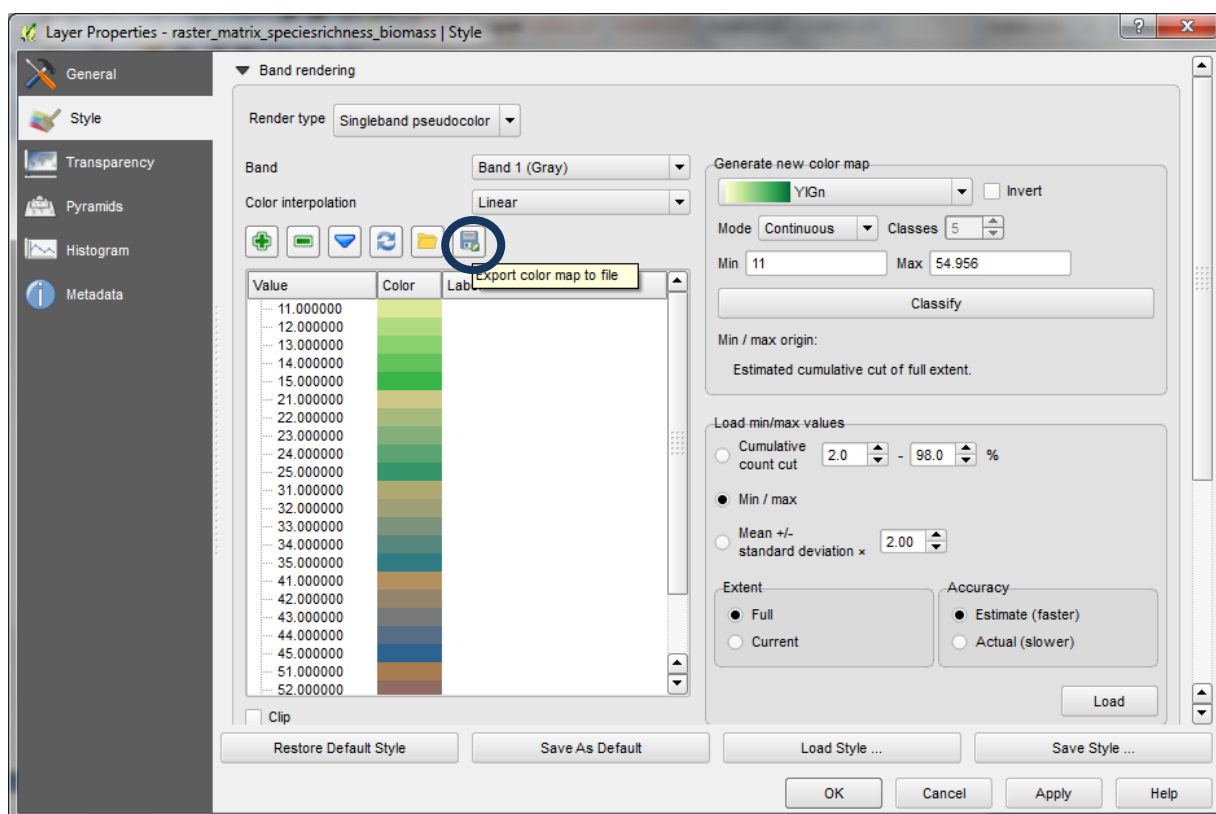 Layer Properties - raster_matrix_speciesrichness_biomass | Style
General
Style
Transparency
Pyramids
Histogram
Metadata
Band rendering
Render type Singleband pseudocolor
Band Band 1 (Gray)
Color interpolation Linear
Export color map to file
Value Color
11.000000
12.000000
13.000000
14.000000
15.000000
21.000000
22.000000
23.000000
24.000000
25.000000
31.000000
32.000000
33.000000
34.000000
35.000000
41.000000
42.000000
43.000000
44.000000
45.000000
51.000000
52.000000
Clip
Generate new color map
YlGn Invert
Mode Continuous Classes 5
Min 11 Max 54.956
Classify
Min / max origin:
Estimated cumulative cut of full extent.
Load min/max values
Cumulative
count cut 2.0 - 98.0 %
Min / max
Mean +/-
standard deviation × 2.00
Extent
Full
Current
Accuracy
Estimate (faster)
Actual (slower)
Load
Restore Default Style Save As Default Load Style ... Save Style ...
OK Cancel Apply Help